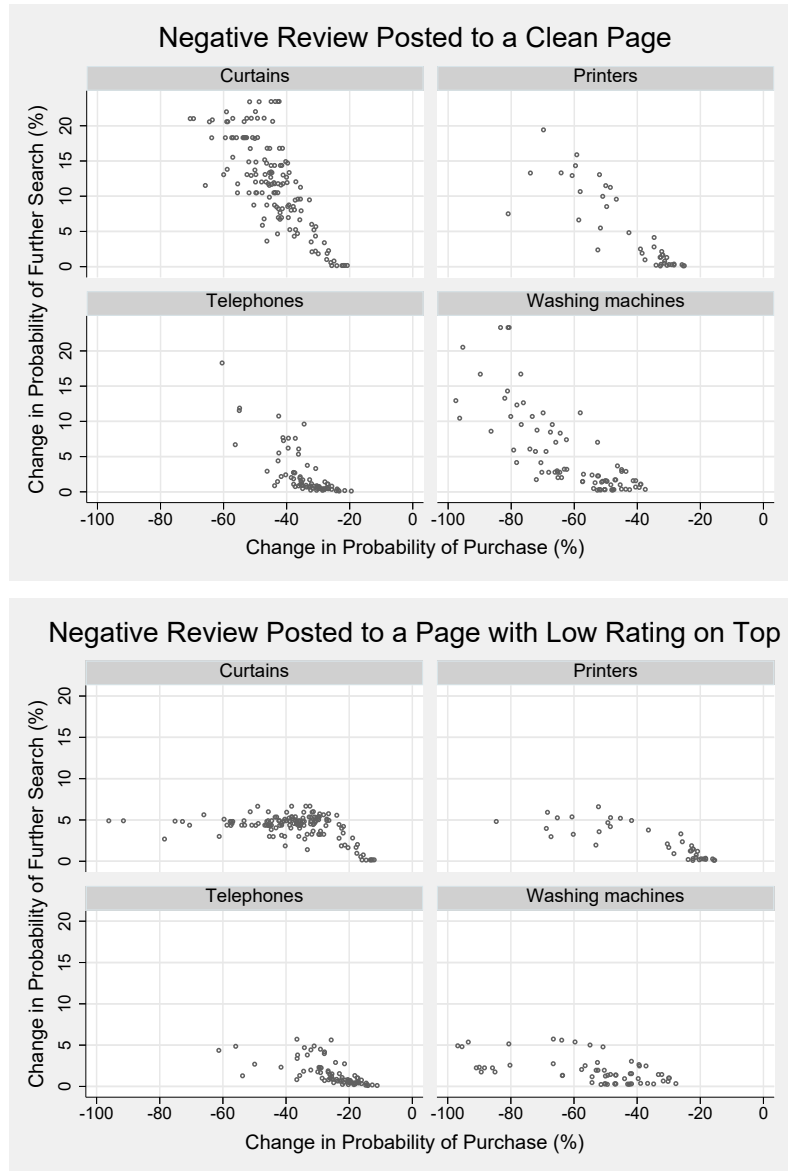 Negative Review Posted to a Clean Page
Curtains
Printers
Telephones
Washing machines
Change in Probability of Further Search (%)
20
15
10
5
0
20
15
10
5
0
-100 -80 -60 -40 -20 0 -100 -80 -60 -40 -20 0
Change in Probability of Purchase (%)
Negative Review Posted to a Page with Low Rating on Top
Curtains
Printers
Telephones
Washing machines
Change in Probability of Further Search (%)
20
15
10
5
0
20
15
10
5
0
-100 -80 -60 -40 -20 0 -100 -80 -60 -40 -20 0
Change in Probability of Purchase (%)